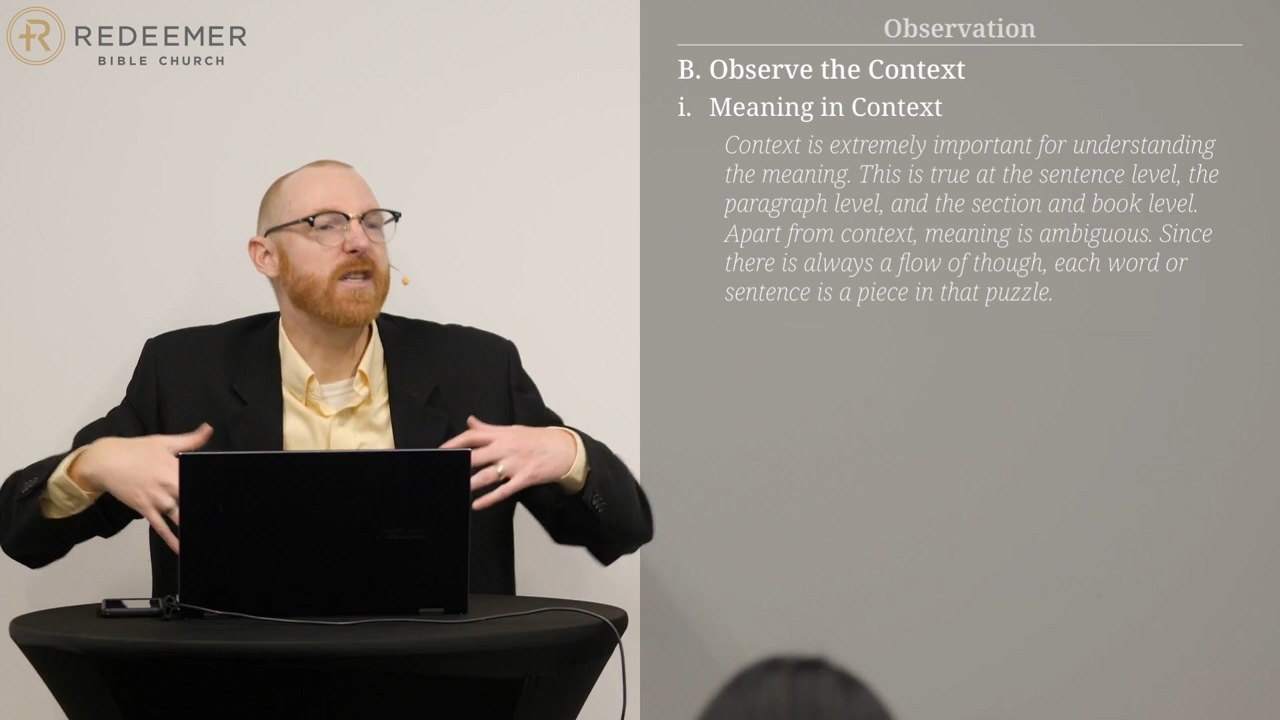 REDEEMER
BIBLE CHURCH
Observation
B. Observe the Context
i. Meaning in Context
Context is extremely important for understanding
the meaning. This is true at the sentence level, the
paragraph level, and the section and book level.
Apart from context, meaning is ambiguous. Since
there is always a flow of though, each word or
sentence is a piece in that puzzle.